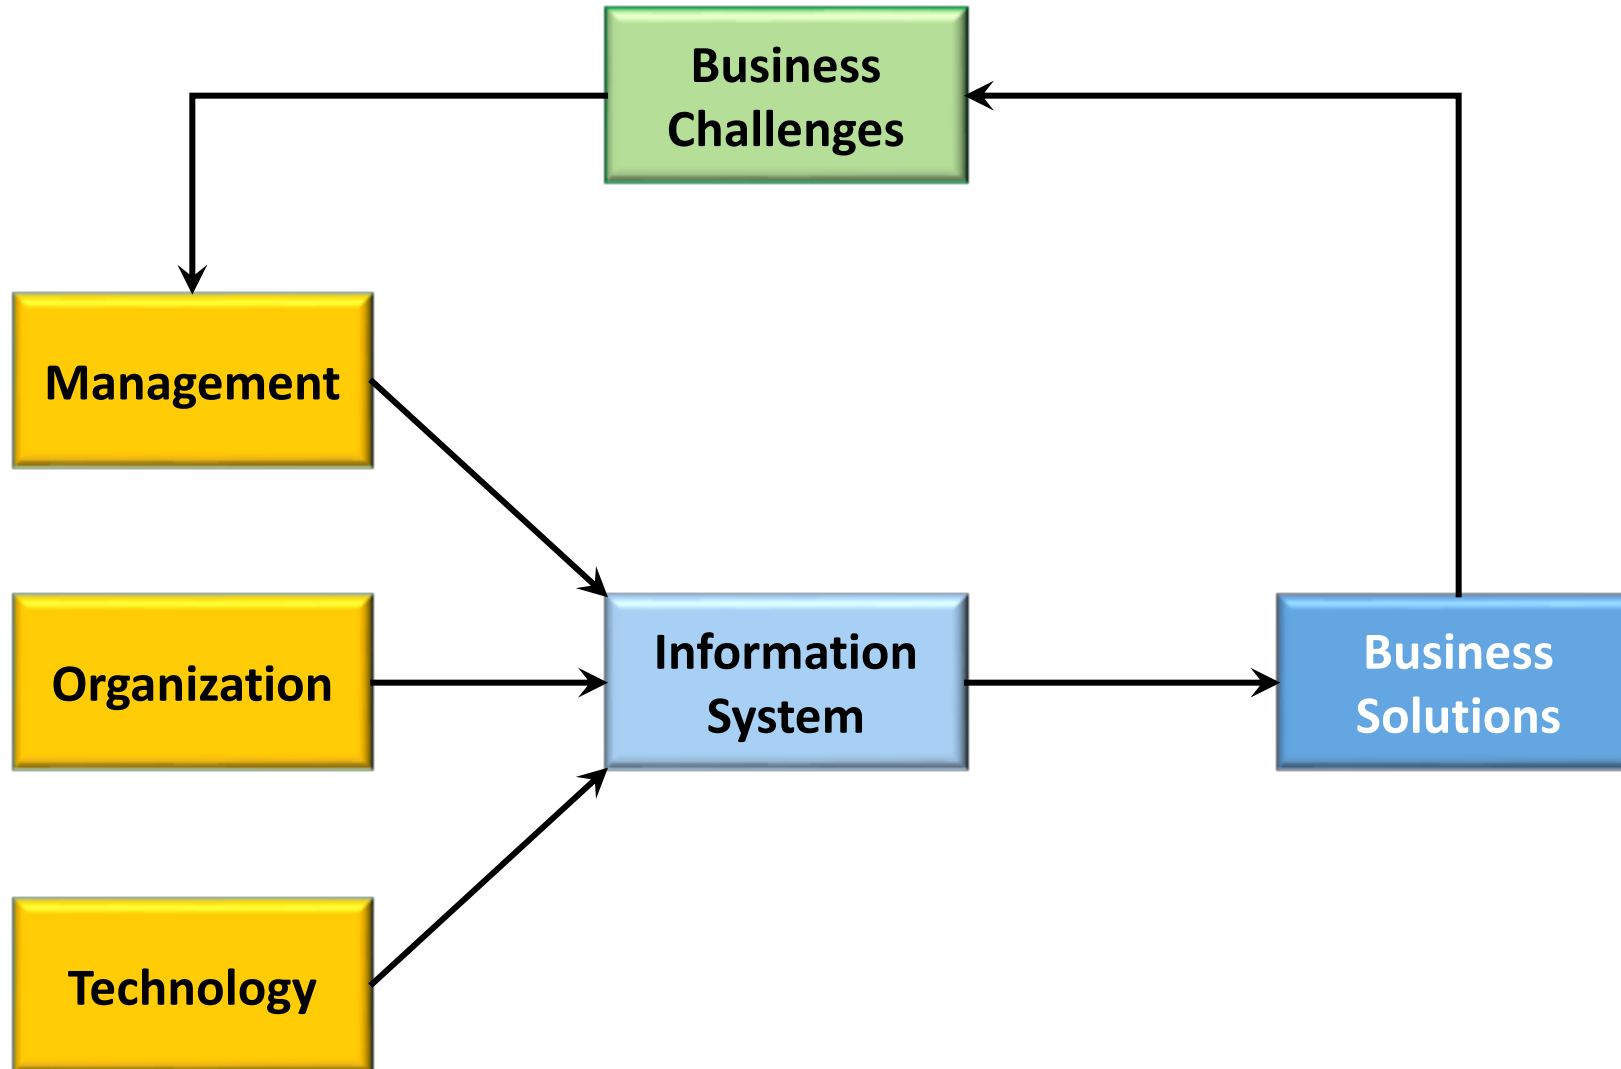 Business
Challenges
Management
Organization
Information
System
Business
Solutions
Technology